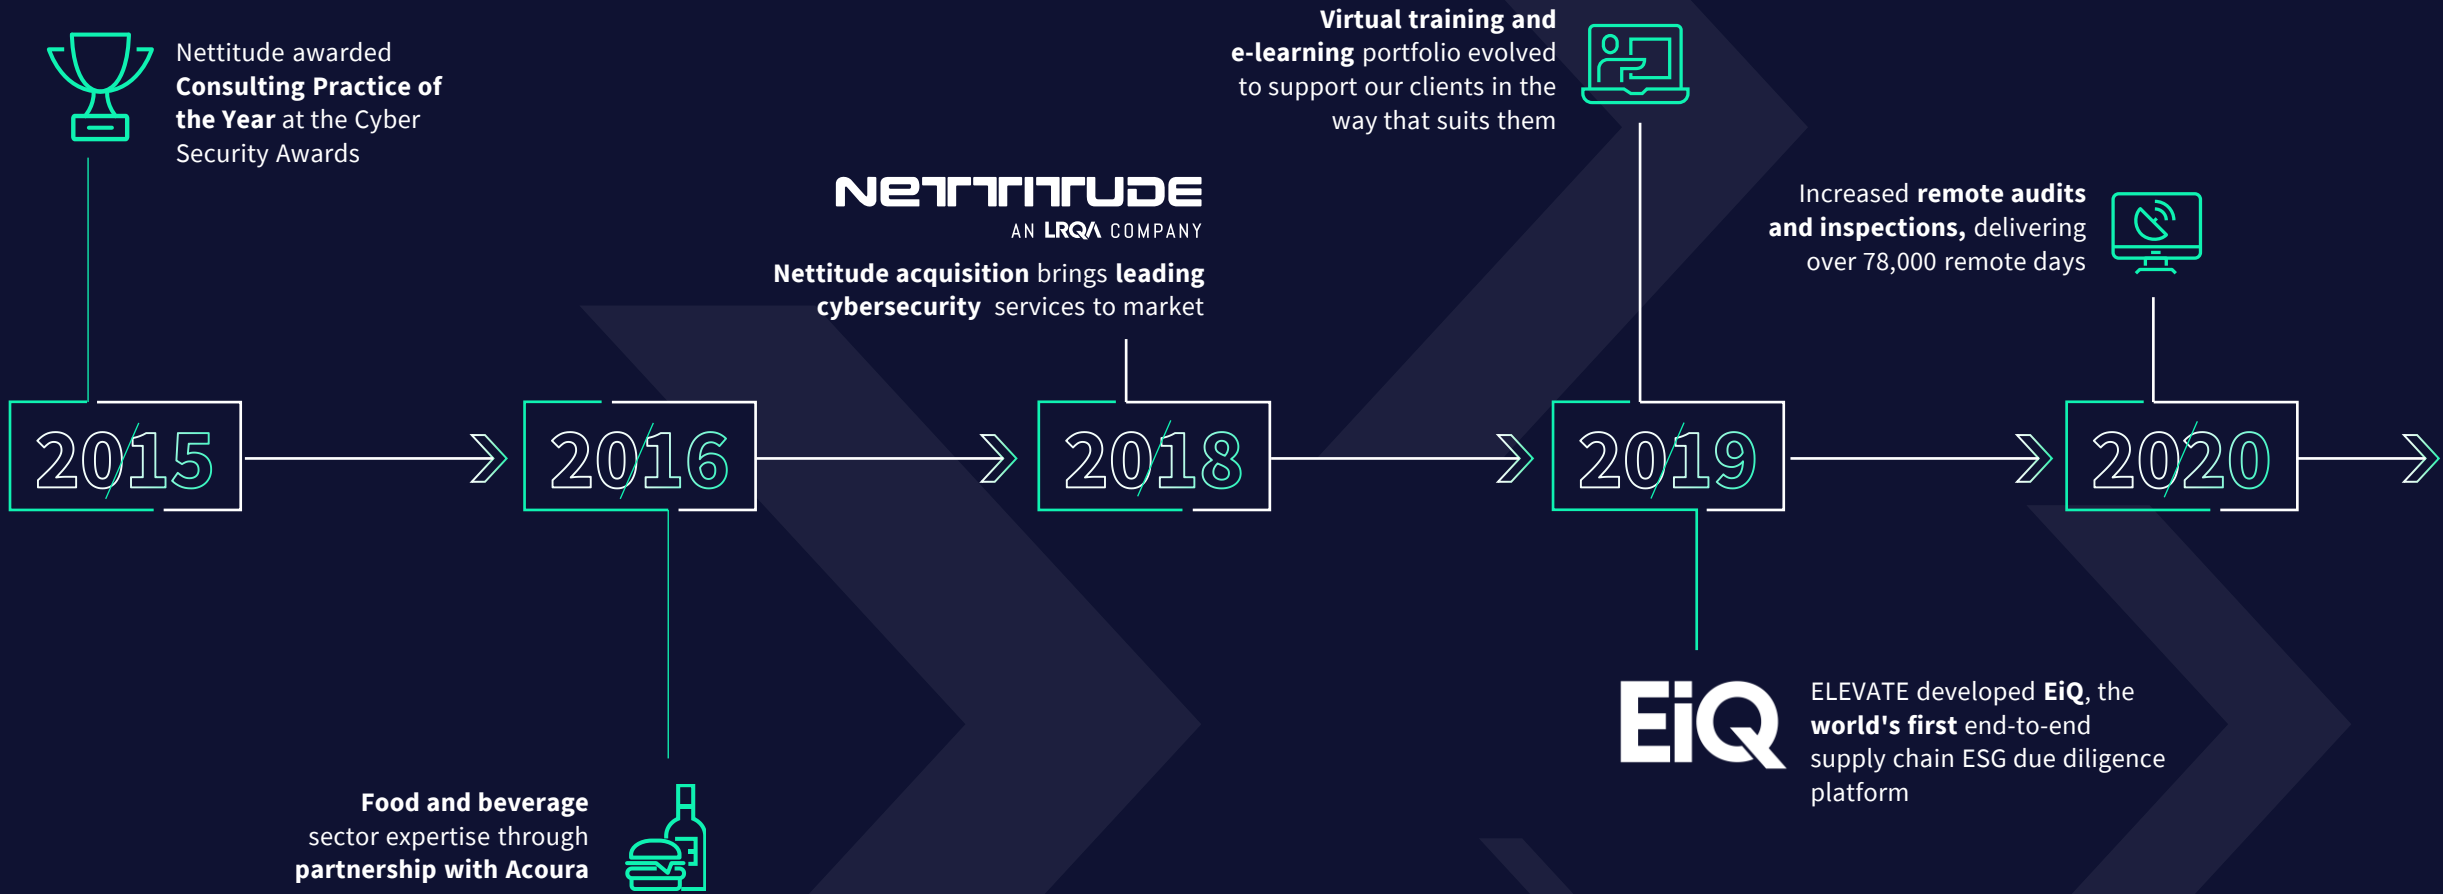 Nettitude awarded
Consulting Practice of
the Year at the Cyber
Security Awards
NETTITUDE
AN LRQA COMPANY
Nettitude acquisition brings leading
cybersecurity services to market
Virtual training and
e-learning portfolio evolved
to support our clients in the
way that suits them
Increased remote audits
and inspections, delivering
over 78,000 remote days
2015
2016
2018
2019
2020
Food and beverage
sector expertise through
partnership with Acoura
EiQ
ELEVATE developed EiQ, the
world's first end-to-end
supply chain ESG due diligence
platform